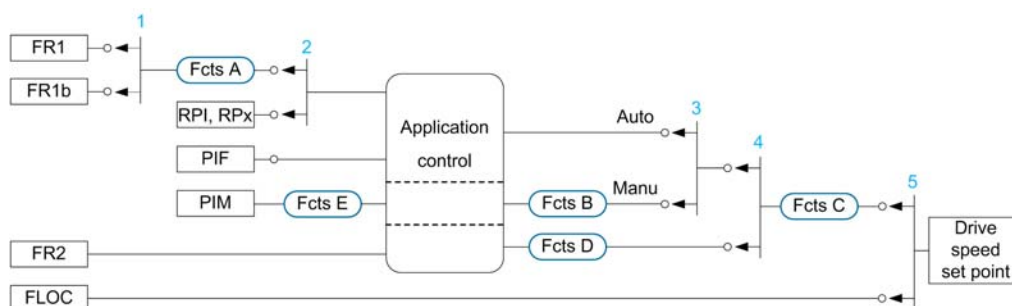 1
FR1
2
Fcts A
FR1b
RPI, RPx
Application
control
Auto
3
4
PIF
Manu
5
PIM
Fcts E
Fcts B
Fcts C
Drive
speed
set point
Fcts D
FR2
FLOC